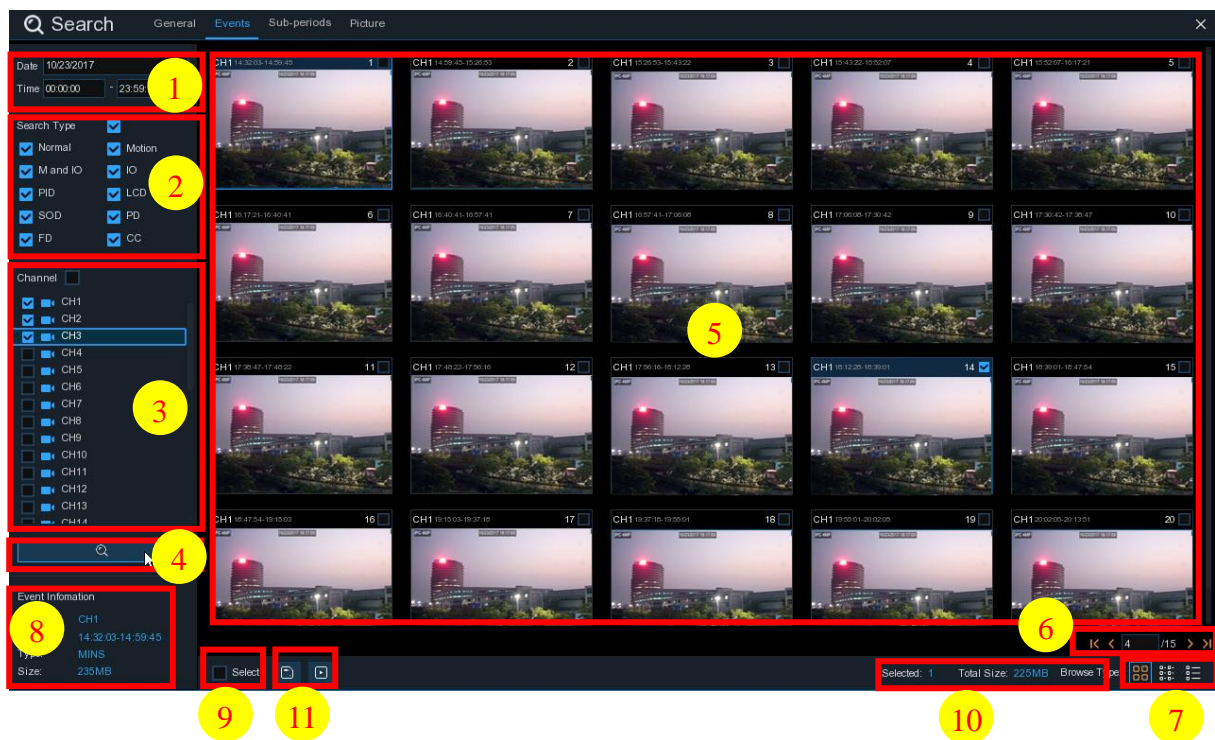 Search General Events Sub-periods Picture
Date 10/23/2017
Time 00:00:00 - 23:59:
1
Search Type
Normal Motion
M and IO IO
PID LCD
SOD PD
FD CC
2
Channel
CH1
CH2
CH3
CH4
CH5
CH6
CH7
CH8
CH9
CH10
CH11
CH12
CH13
CH14
3
4
Event Infomation
CH1
14:32:03-14:59:45
Type: MINS
Size: 235MB
8
CH1 14:32:03-14:59:45 1
CH1 14:59:45-15:26:53 2
CH1 15:26:53-15:43:22 3
CH1 15:43:22-15:52:07 4
CH1 15:52:07-16:17:21 5
CH1 16:17:21-16:40:41 6
CH1 16:40:41-16:57:41 7
CH1 16:57:41-17:06:06 8
CH1 17:06:06-17:30:42 9
CH1 17:30:42-17:36:47 10
5
CH1 17:36:47-17:48:22 11
CH1 17:48:22-17:56:16 12
CH1 17:56:16-18:12:28 13
CH1 18:12:28-18:39:01 14
CH1 18:39:01-18:47:54 15
CH1 18:47:54-19:15:03 16
CH1 19:15:03-19:37:16 17
CH1 19:37:16-19:55:01 18
CH1 19:55:01-20:02:05 19
CH1 20:02:05-20:13:51 20
6
4 /15
Select
Selected: 1 Total Size: 225MB Browse Type
9
11
10
7